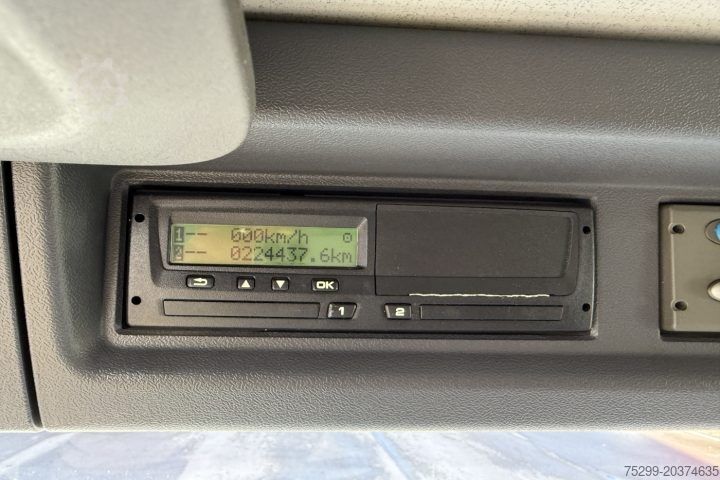 1-- 000km/h
2-- 0224437.6km
OK
1 2
75299-20374635